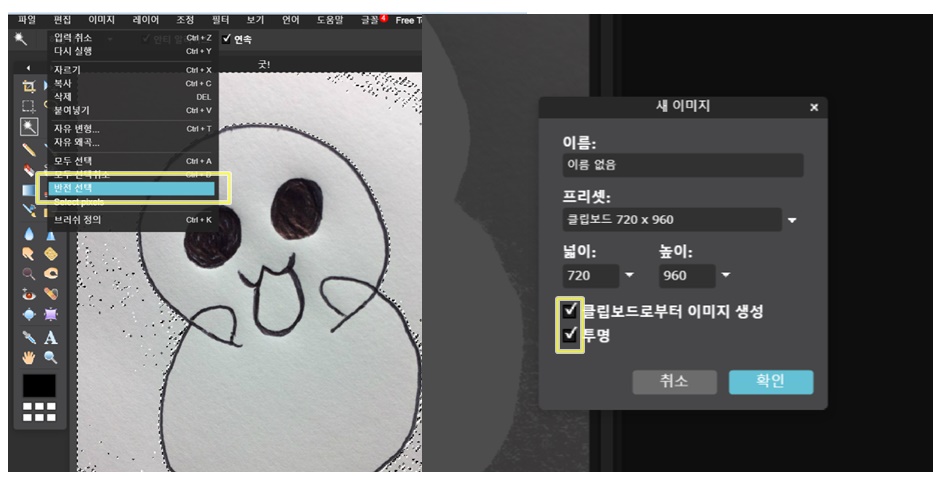 파일 편집 이미지 레이어 조정 필터 보기 언어 도움말 글꼴 4 Free T
입력 취소 Ctrl + Z
연속
다시 실행 Ctrl + Y
굿!
자르기 Ctrl + X
복사 Ctrl + C
삭제 DEL
붙여넣기 Ctrl + V
자유 변형... Ctrl + T
자유 왜곡...
모두 선택 Ctrl + A
모두 선택취소 Ctrl + D
반전 선택
Select pixels
브러쉬 정의 Ctrl + K
A
새 이미지 x
이름:
이름 없음
프리셋:
클립보드 720 x 960
넓이: 높이:
720 960
클립보드로부터 이미지 생성
투명
취소 확인